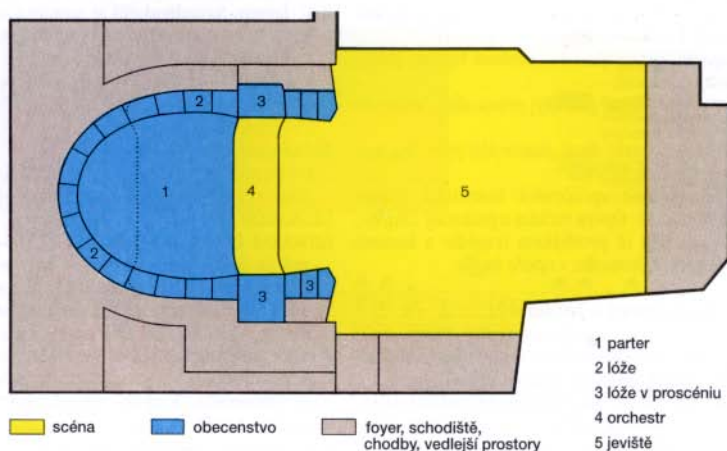 2
3
1
4
5
2
3
3
1 parter
2 lóže
3 lóže v proscéniu
4 orchestr
5 jeviště
scéna
obecenstvo
foyer, schodiště,
chodby, vedlejší prostory